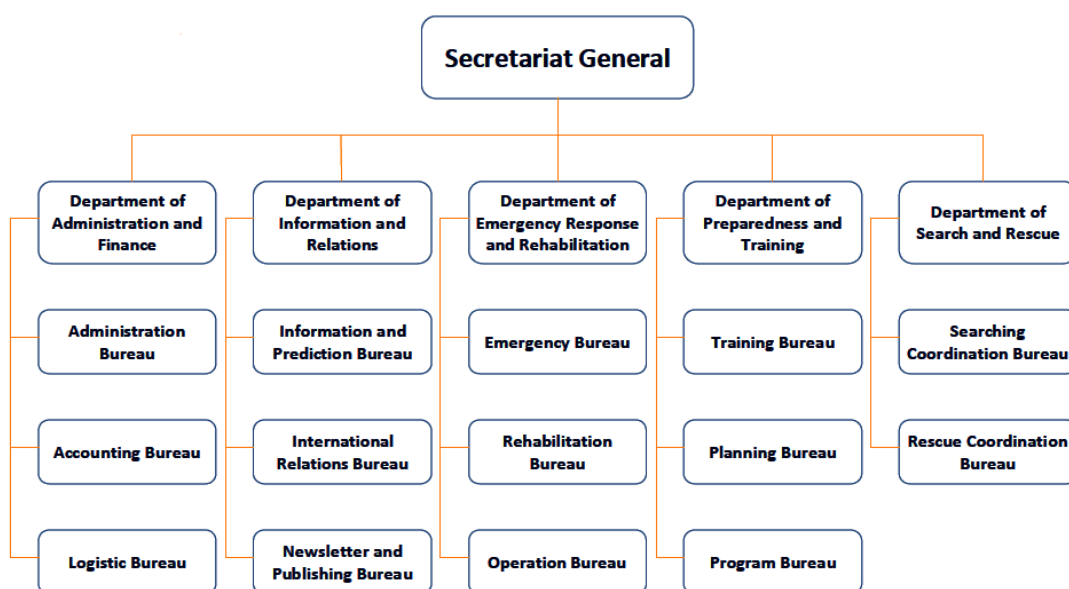 Secretariat General
Department of
Administration and
Finance
Department of
Information and
Relations
Department of
Emergency Response
and Rehabilitation
Department of
Preparedness and
Training
Department of
Search and Rescue
Administration
Bureau
Information and
Prediction Bureau
Emergency Bureau
Training Bureau
Searching
Coordination Bureau
Accounting Bureau
International
Relations Bureau
Rehabilitation
Bureau
Planning Bureau
Rescue Coordination
Bureau
Logistic Bureau
Newsletter and
Publishing Bureau
Operation Bureau
Program Bureau